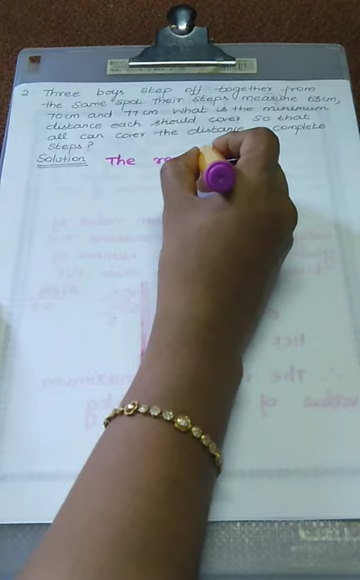 2 Three boys step off together from
the same spot. Their steps measure 63cm,
70cm and 77cm. What is the minimum
distance each should cover so that
all can cover the distance complete
steps?
Solution The